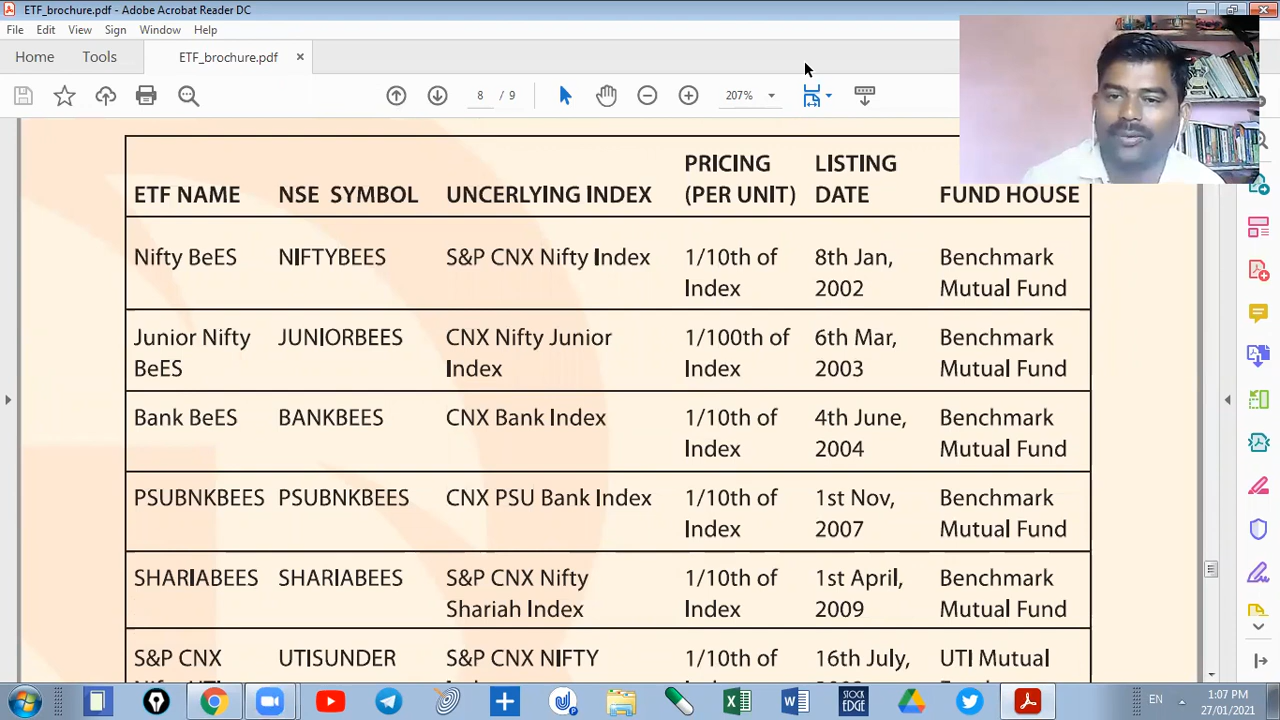 ETF_brochure.pdf - Adobe Acrobat Reader DC
File Edit View Sign Window Help
Home Tools ETF_brochure.pdf ×
8 / 9 207%
PRICING LISTING
ETF NAME NSE SYMBOL UNCERLYING INDEX (PER UNIT) DATE FUND HOUSE
Nifty BeES NIFTYBEES S&P CNX Nifty Index 1/10th of 8th Jan, Benchmark
Index 2002 Mutual Fund
Junior Nifty JUNIORBEES CNX Nifty Junior 1/100th of 6th Mar, Benchmark
BeES Index Index 2003 Mutual Fund
Bank BeES BANKBEES CNX Bank Index 1/10th of 4th June, Benchmark
Index 2004 Mutual Fund
PSUBNKBEES PSUBNKBEES CNX PSU Bank Index 1/10th of 1st Nov, Benchmark
Index 2007 Mutual Fund
SHARIABEES SHARIABEES S&P CNX Nifty 1/10th of 1st April, Benchmark
Shariah Index Index 2009 Mutual Fund
S&P CNX UTISUNDER S&P CNX NIFTY 1/10th of 16th July, UTI Mutual
STOCK
EDGE
EN 1:07 PM
27/01/2021